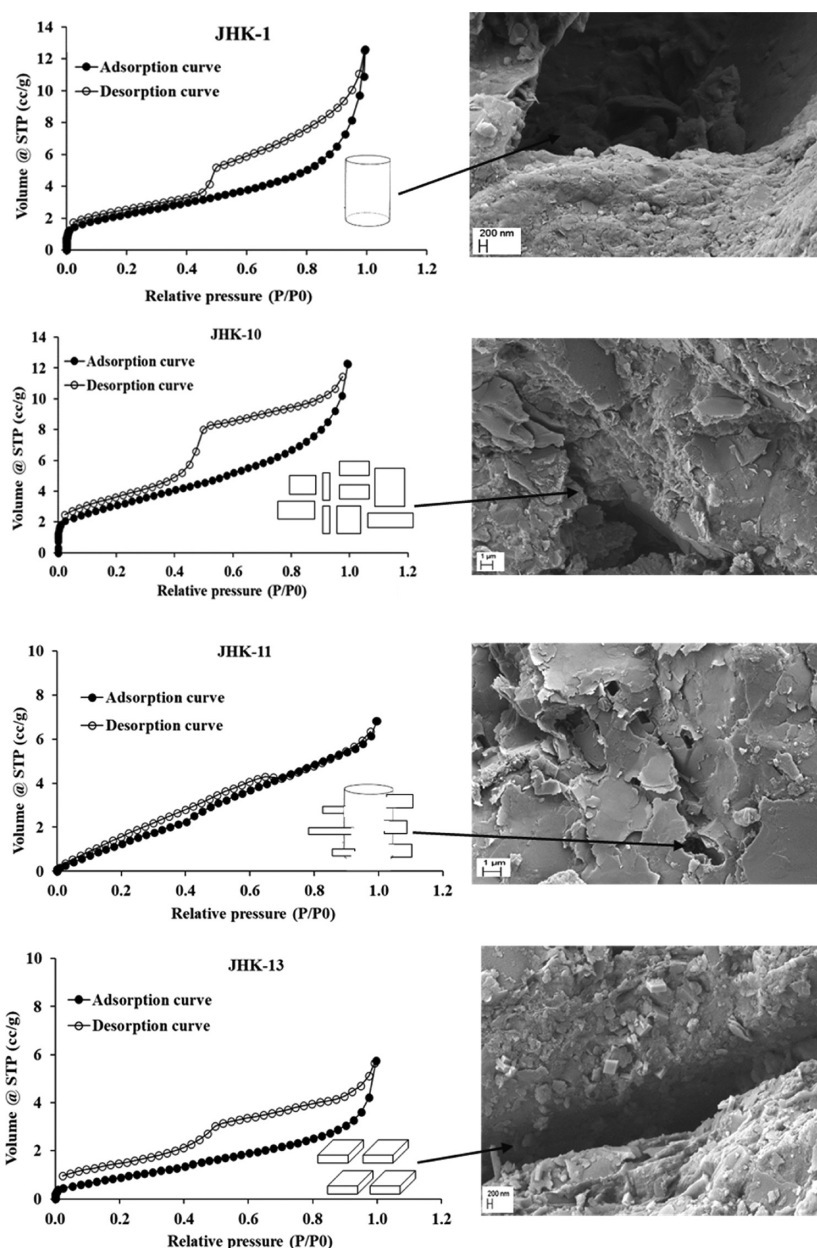 JHK-1
Adsorption curve
Desorption curve
Volume @ STP (cc/g)
14
12
10
8
6
4
2
0
0.0 0.2 0.4 0.6 0.8 1.0 1.2
Relative pressure (P/P0)
200 nm
JHK-10
Adsorption curve
Desorption curve
Volume @ STP (cc/g)
14
12
10
8
6
4
2
0
0.0 0.2 0.4 0.6 0.8 1.0 1.2
Relative pressure (P/P0)
1 µm
JHK-11
Adsorption curve
Desorption curve
Volume @ STP (cc/g)
10
8
6
4
2
0
0.0 0.2 0.4 0.6 0.8 1.0 1.2
Relative pressure (P/P0)
1 µm
JHK-13
Adsorption curve
Desorption curve
Volume @ STP (cc/g)
10
8
6
4
2
0
0.0 0.2 0.4 0.6 0.8 1.0 1.2
Relative pressure (P/P0)
200 nm